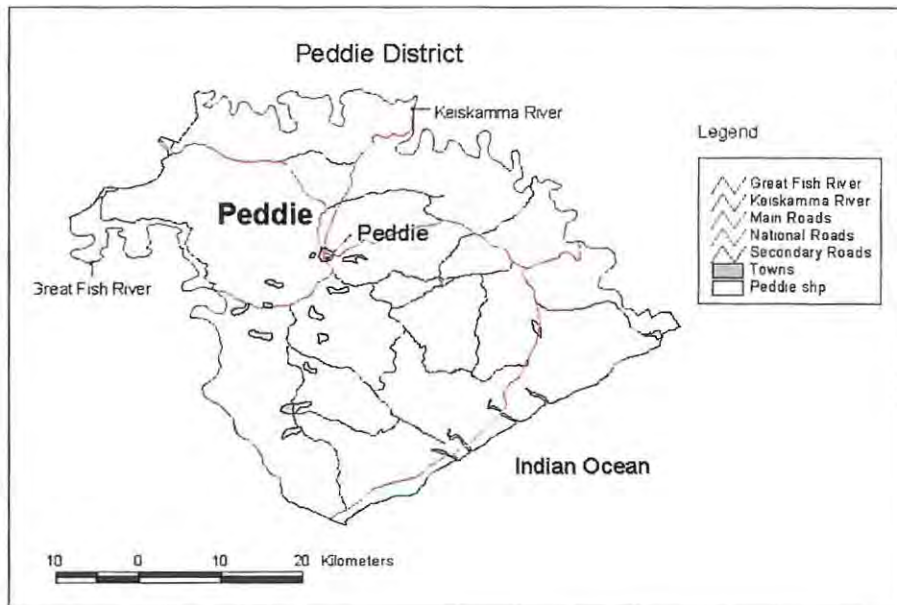 Peddie District
Keiskamma River
Legend
Great Fish River
Keiskamma River
Main Roads
National Roads
Secondary Roads
Towns
Peddie shp
Peddie
Peddie
Great Fish River
Indian Ocean
10 0 10 20 Kilometers